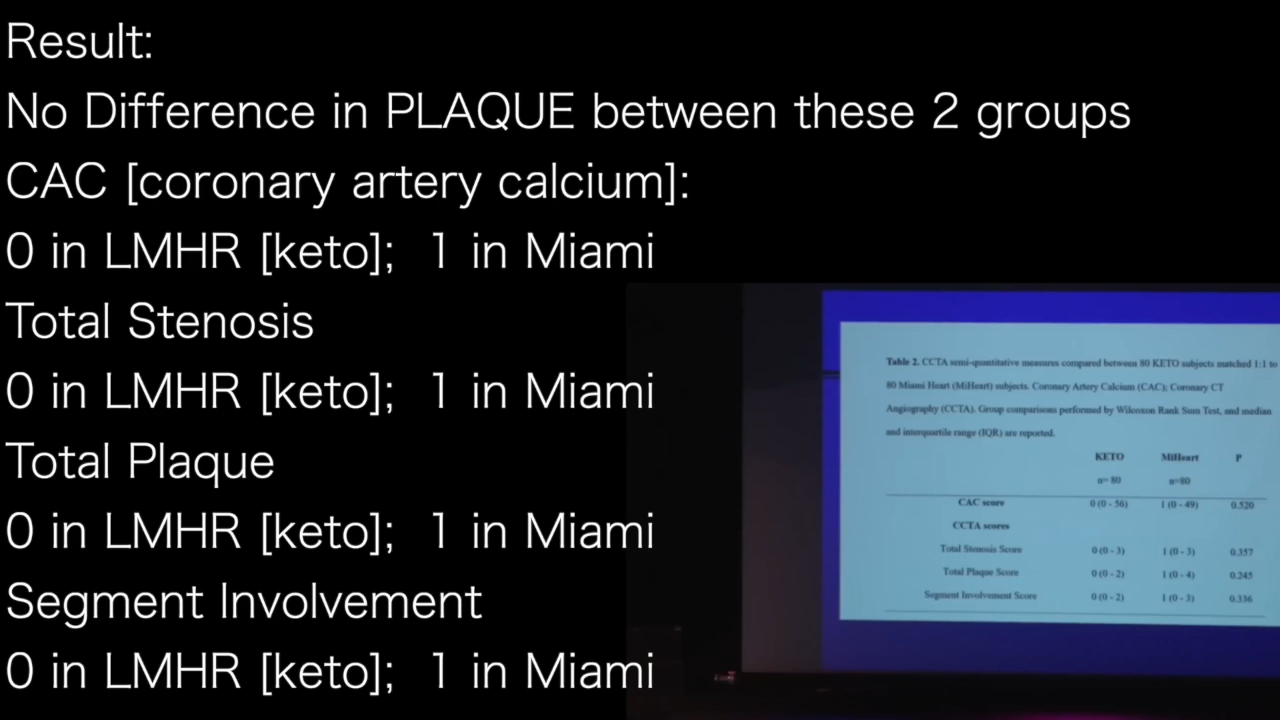 Result:
No Difference in PLAQUE between these 2 groups
CAC [coronary artery calcium]:
0 in LMHR [keto]; 1 in Miami
Total Stenosis
0 in LMHR [keto]; 1 in Miami
Total Plaque
0 in LMHR [keto]; 1 in Miami
Segment Involvement
0 in LMHR [keto]; 1 in Miami
Table 2. CCTA semi-quantitative measures compared between 80 KETO subjects matched 1:1 to
80 Miami Heart (MiHeart) subjects. Coronary Artery Calcium (CAC); Coronary CT
Angiography (CCTA). Group comparisons performed by Wilcoxon Rank Sum Test, and median
and interquartile range (IQR) are reported.
KETO MiHeart P
n= 80 n=80
CAC score 0 (0 - 56) 1 (0 - 49) 0.520
CCTA scores
Total Stenosis Score 0 (0 - 3) 1 (0 - 3) 0.357
Total Plaque Score 0 (0 - 2) 1 (0 - 4) 0.245
Segment Involvement Score 0 (0 - 2) 1 (0 - 3) 0.336